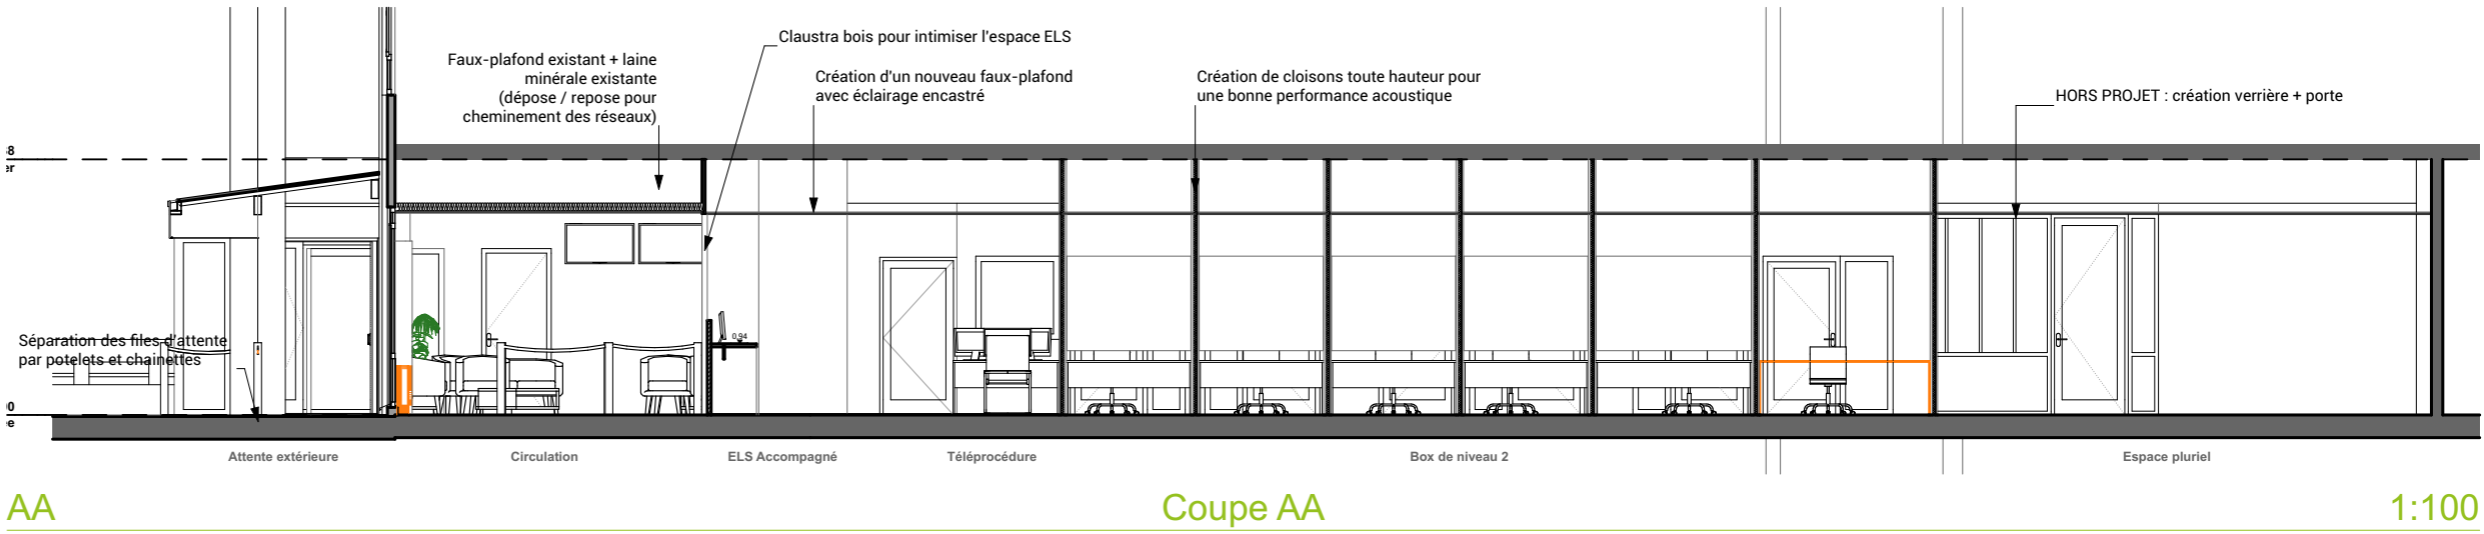 Claustra bois pour intimiser l'espace ELS
Faux-plafond existant + laine
minérale existante
(dépose / repose pour
cheminement des réseaux)
Création d'un nouveau faux-plafond
avec éclairage encastré
Création de cloisons toute hauteur pour
une bonne performance acoustique
HORS PROJET : création verrière + porte
Séparation des files d'attente
par potelets et chainettes
0,94
Attente extérieure
Circulation
ELS Accompagné
Téléprocédure
Box de niveau 2
Espace pluriel
AA
Coupe AA
1:100